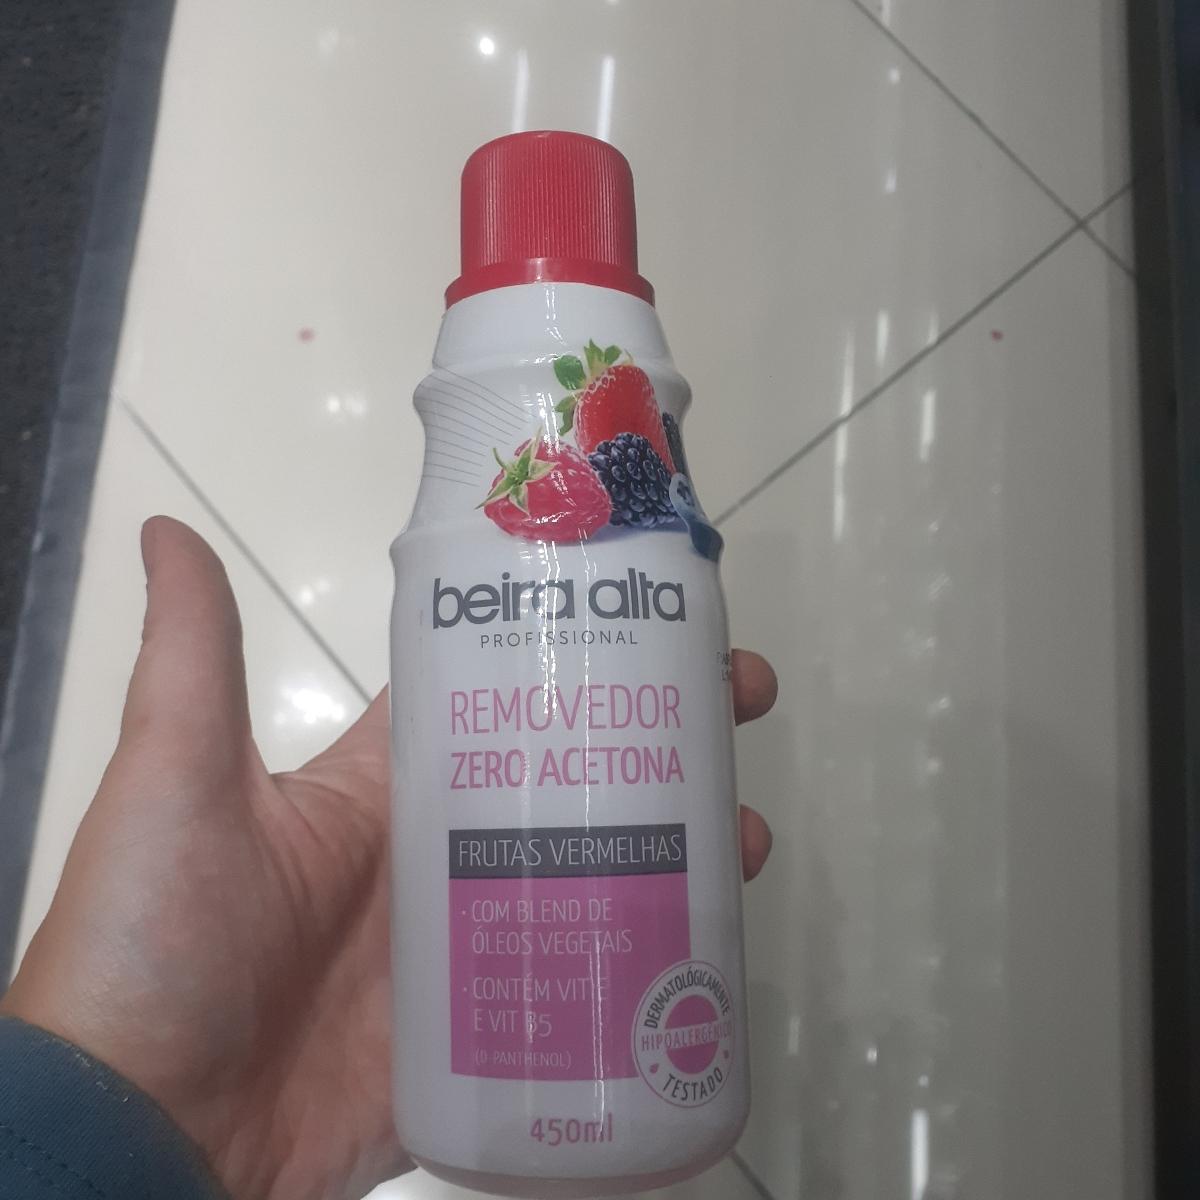 beira alta
PROFISSIONAL
REMOVEDOR
ZERO ACETONA
FRUTAS VERMELHAS
· COM BLEND DE
ÓLEOS VEGETAIS
· CONTÉM VIT E
E VIT B5
(D-PANTHENOL)
DERMATOLÓGICAMENTE
HIPOALERGÊNICO
TESTADO
450ml